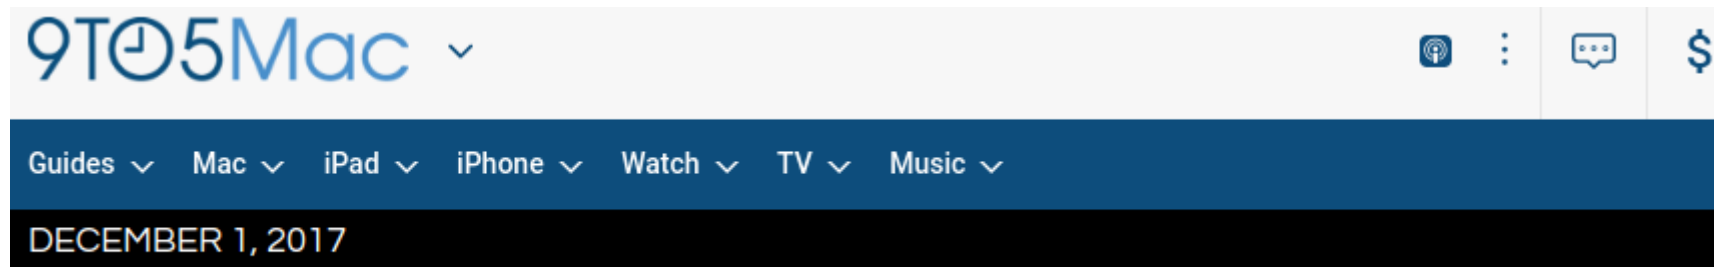 9TO5Mac
$
Guides Mac iPad iPhone Watch TV Music
DECEMBER 1, 2017